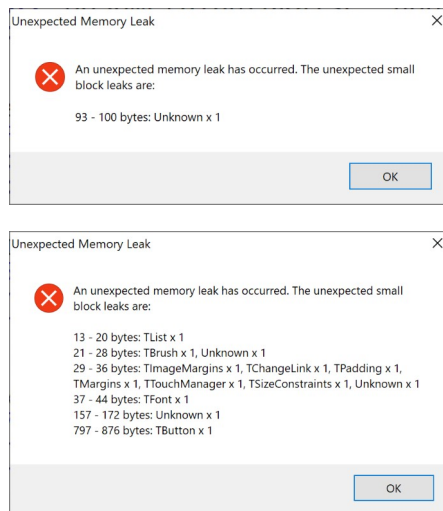 Unexpected Memory Leak
An unexpected memory leak has occurred. The unexpected small
block leaks are:
93 - 100 bytes: Unknown x 1
OK
Unexpected Memory Leak
An unexpected memory leak has occurred. The unexpected small
block leaks are:
13 - 20 bytes: TList x 1
21 - 28 bytes: TBrush x 1, Unknown x 1
29 - 36 bytes: TImageMargins x 1, TChangeLink x 1, TPadding x 1,
TMargins x 1, TTouchManager x 1, TSizeConstraints x 1, Unknown x 1
37 - 44 bytes: TFont x 1
157 - 172 bytes: Unknown x 1
797 - 876 bytes: TButton x 1
OK